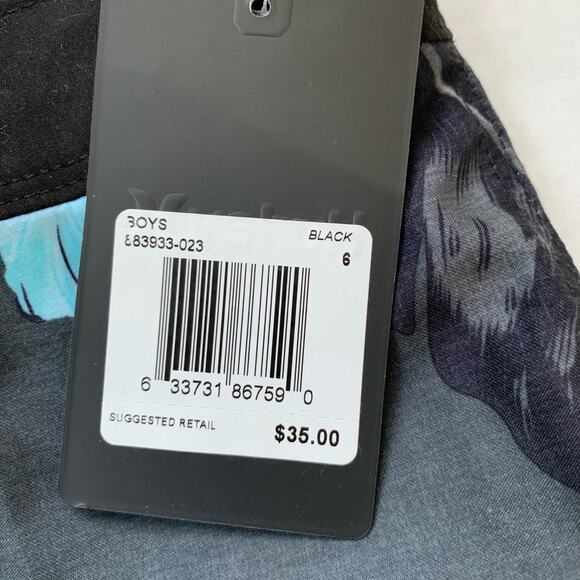 BOYS
883933-023
BLACK
6
6 33731 86759 0
SUGGESTED RETAIL
$35.00